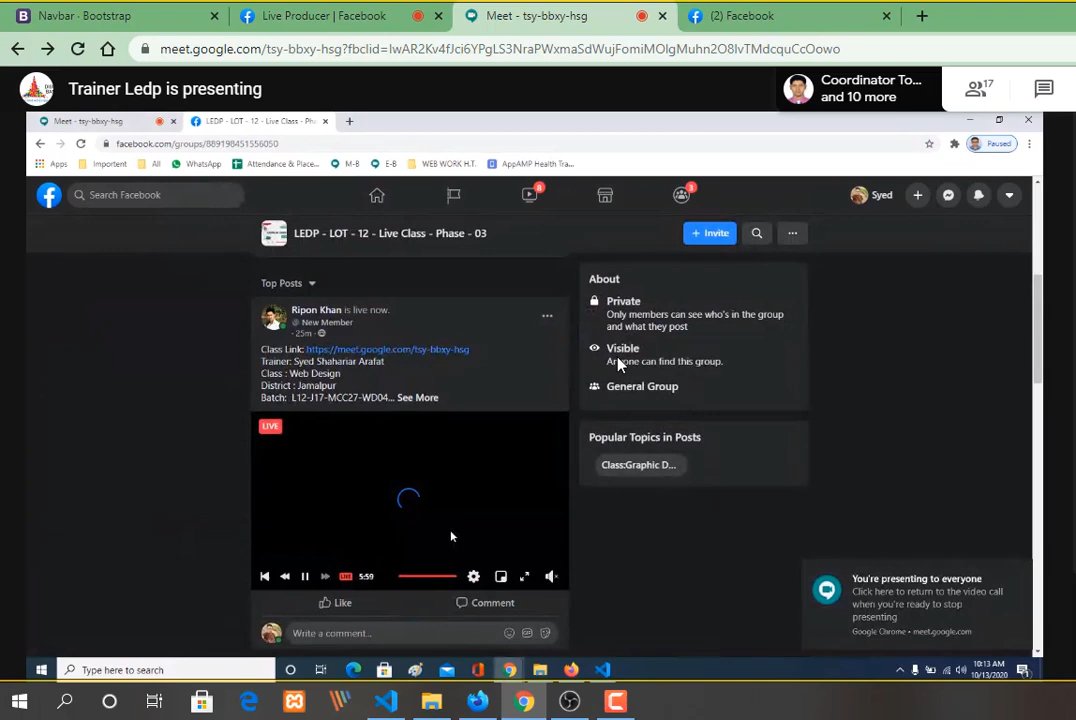 Navbar - Bootstrap
Live Producer | Facebook
Meet - tsy-bbxy-hsg
(2) Facebook
meet.google.com/tsy-bbxy-hsg?fbclid=IwAR2Kv4fJci6YPgLS3NraPWxmaSdWujFomiMOlgMuhn2O8IvTMdcquCcOowo
Trainer Ledp is presenting
Coordinator To...
and 10 more
17
Meet - tsy-bbxy-hsg
LEDP - LOT - 12 - Live Class - Pha
facebook.com/groups/889198451556050
Paused
Apps
Importent
All
WhatsApp
Attendance & Place...
M-B
E-B
WEB WORK H.T.
AppAMP Health Tra...
Search Facebook
8
3
Syed
LEDP - LOT - 12 - Live Class - Phase - 03
+ Invite
Top Posts
Ripon Khan is live now.
New Member
25m
Class Link: https://meet.google.com/tsy-bbxy-hsg
Trainer: Syed Shahariar Arafat
Class : Web Design
District : Jamalpur
Batch: L12-J17-MCC27-WD04... See More
LIVE
LIVE
5:59
Like
Comment
Write a comment...
About
Private
Only members can see who's in the group
and what they post
Visible
Anyone can find this group.
General Group
Popular Topics in Posts
Class:Graphic D...
You're presenting to everyone
Click here to return to the video call
when you're ready to stop
presenting
Google Chrome • meet.google.com
Type here to search
10:13 AM
10/13/2020